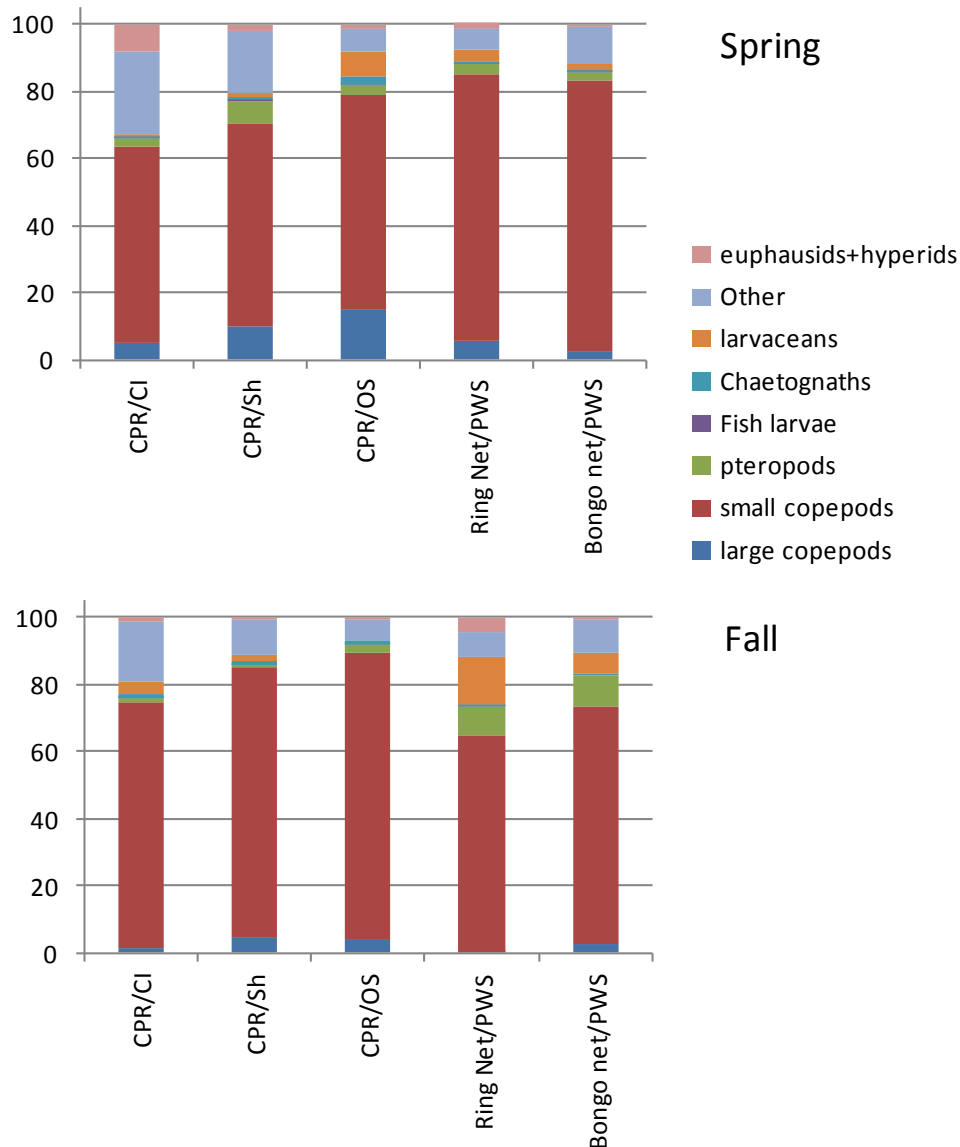 Spring
100
80
60
40
20
0
CPR/CI
CPR/Sh
CPR/OS
Ring Net/PWS
Bongo net/PWS
euphausids+hyperids
Other
larvaceans
Chaetognaths
Fish larvae
pteropods
small copepods
large copepods
Fall
100
80
60
40
20
0
CPR/CI
CPR/Sh
CPR/OS
Ring Net/PWS
Bongo net/PWS